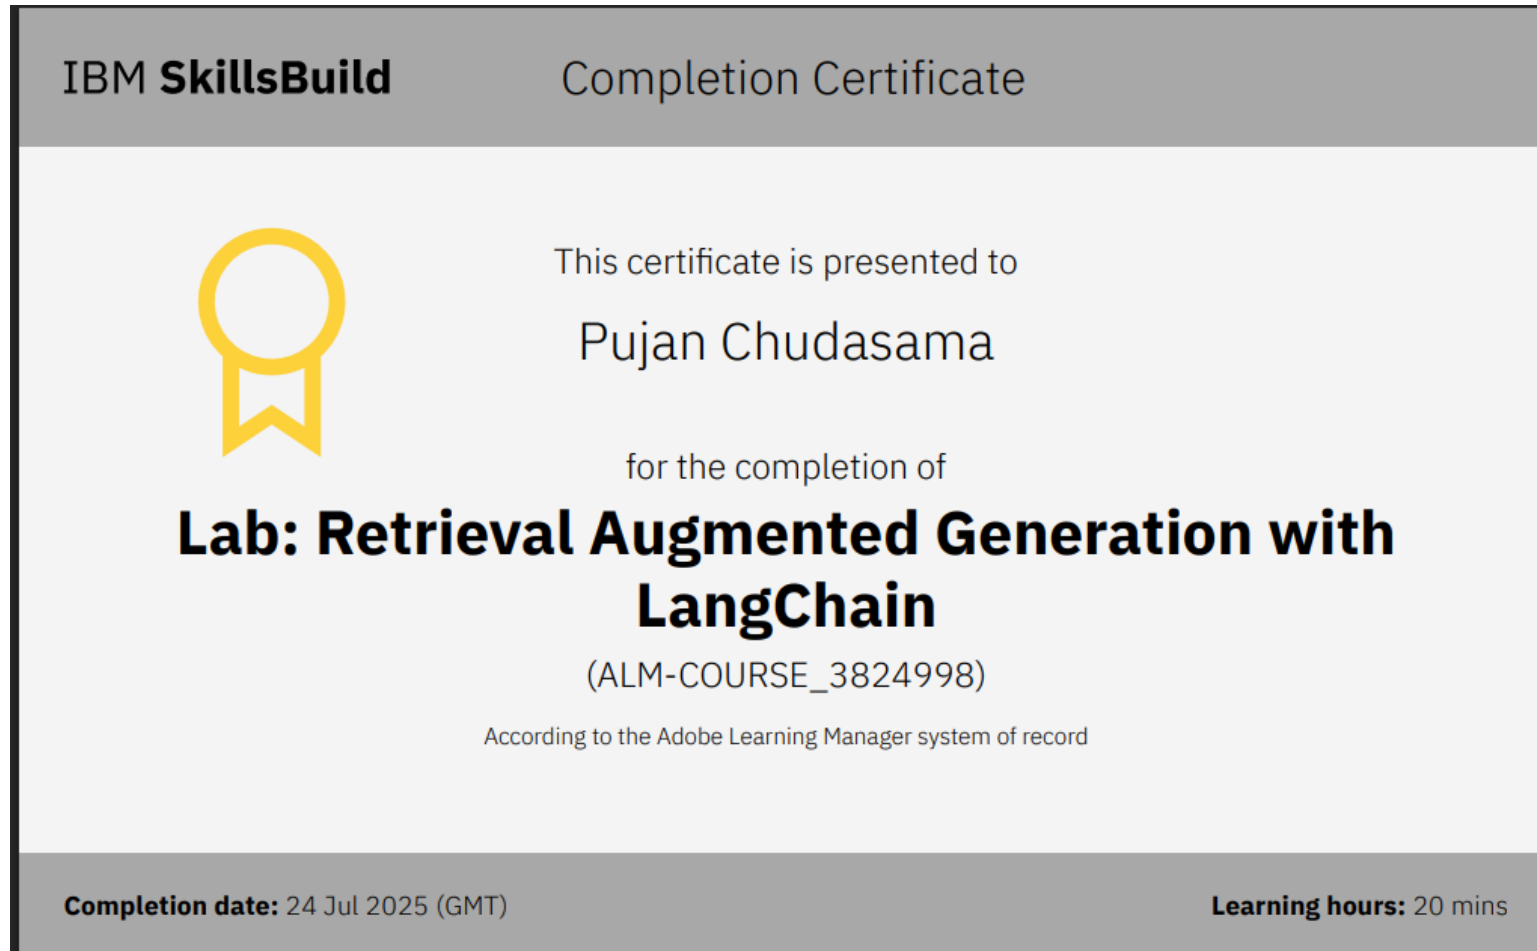 IBM SkillsBuild
Completion Certificate
This certificate is presented to
Pujan Chudasama
for the completion of
Lab: Retrieval Augmented Generation with
LangChain
(ALM-COURSE_3824998)
According to the Adobe Learning Manager system of record
Completion date: 24 Jul 2025 (GMT)
Learning hours: 20 mins